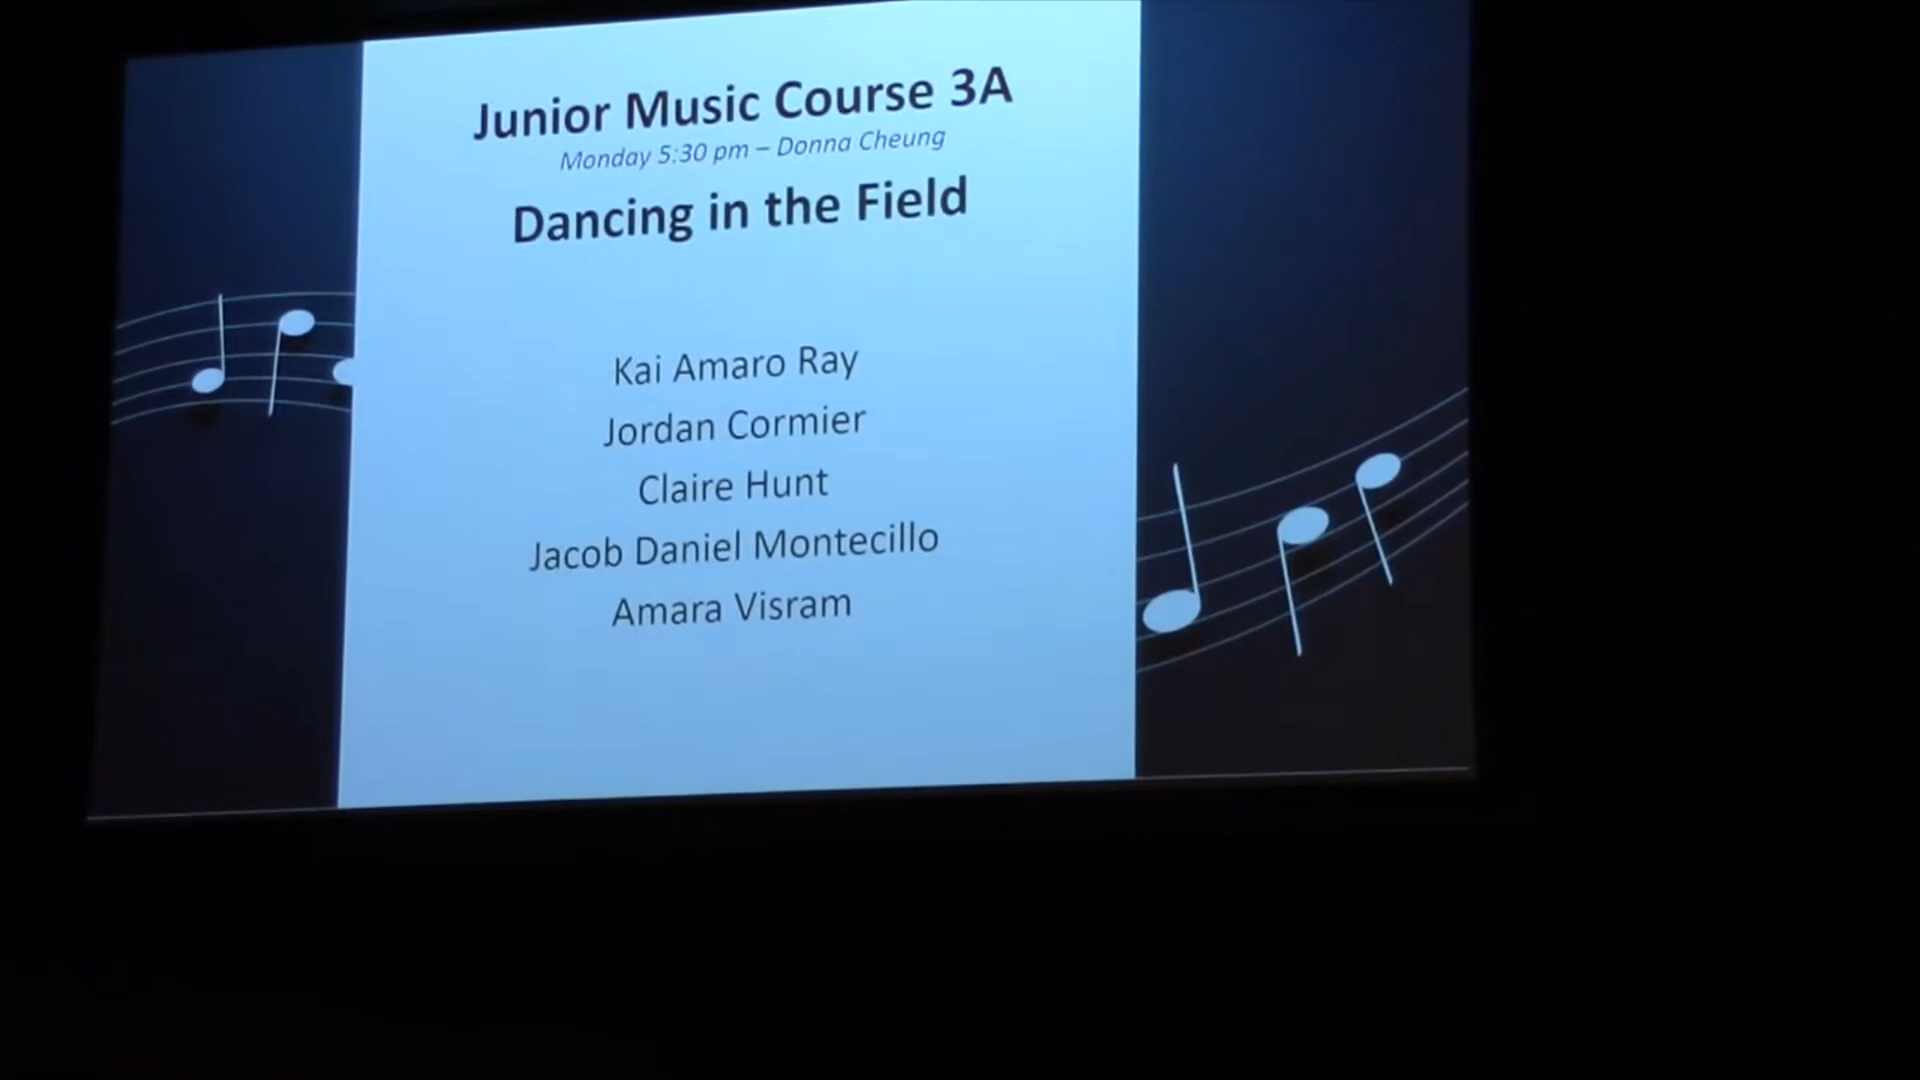 Junior Music Course 3A
Monday 5:30 pm – Donna Cheung
Dancing in the Field
Kai Amaro Ray
Jordan Cormier
Claire Hunt
Jacob Daniel Montecillo
Amara Visram